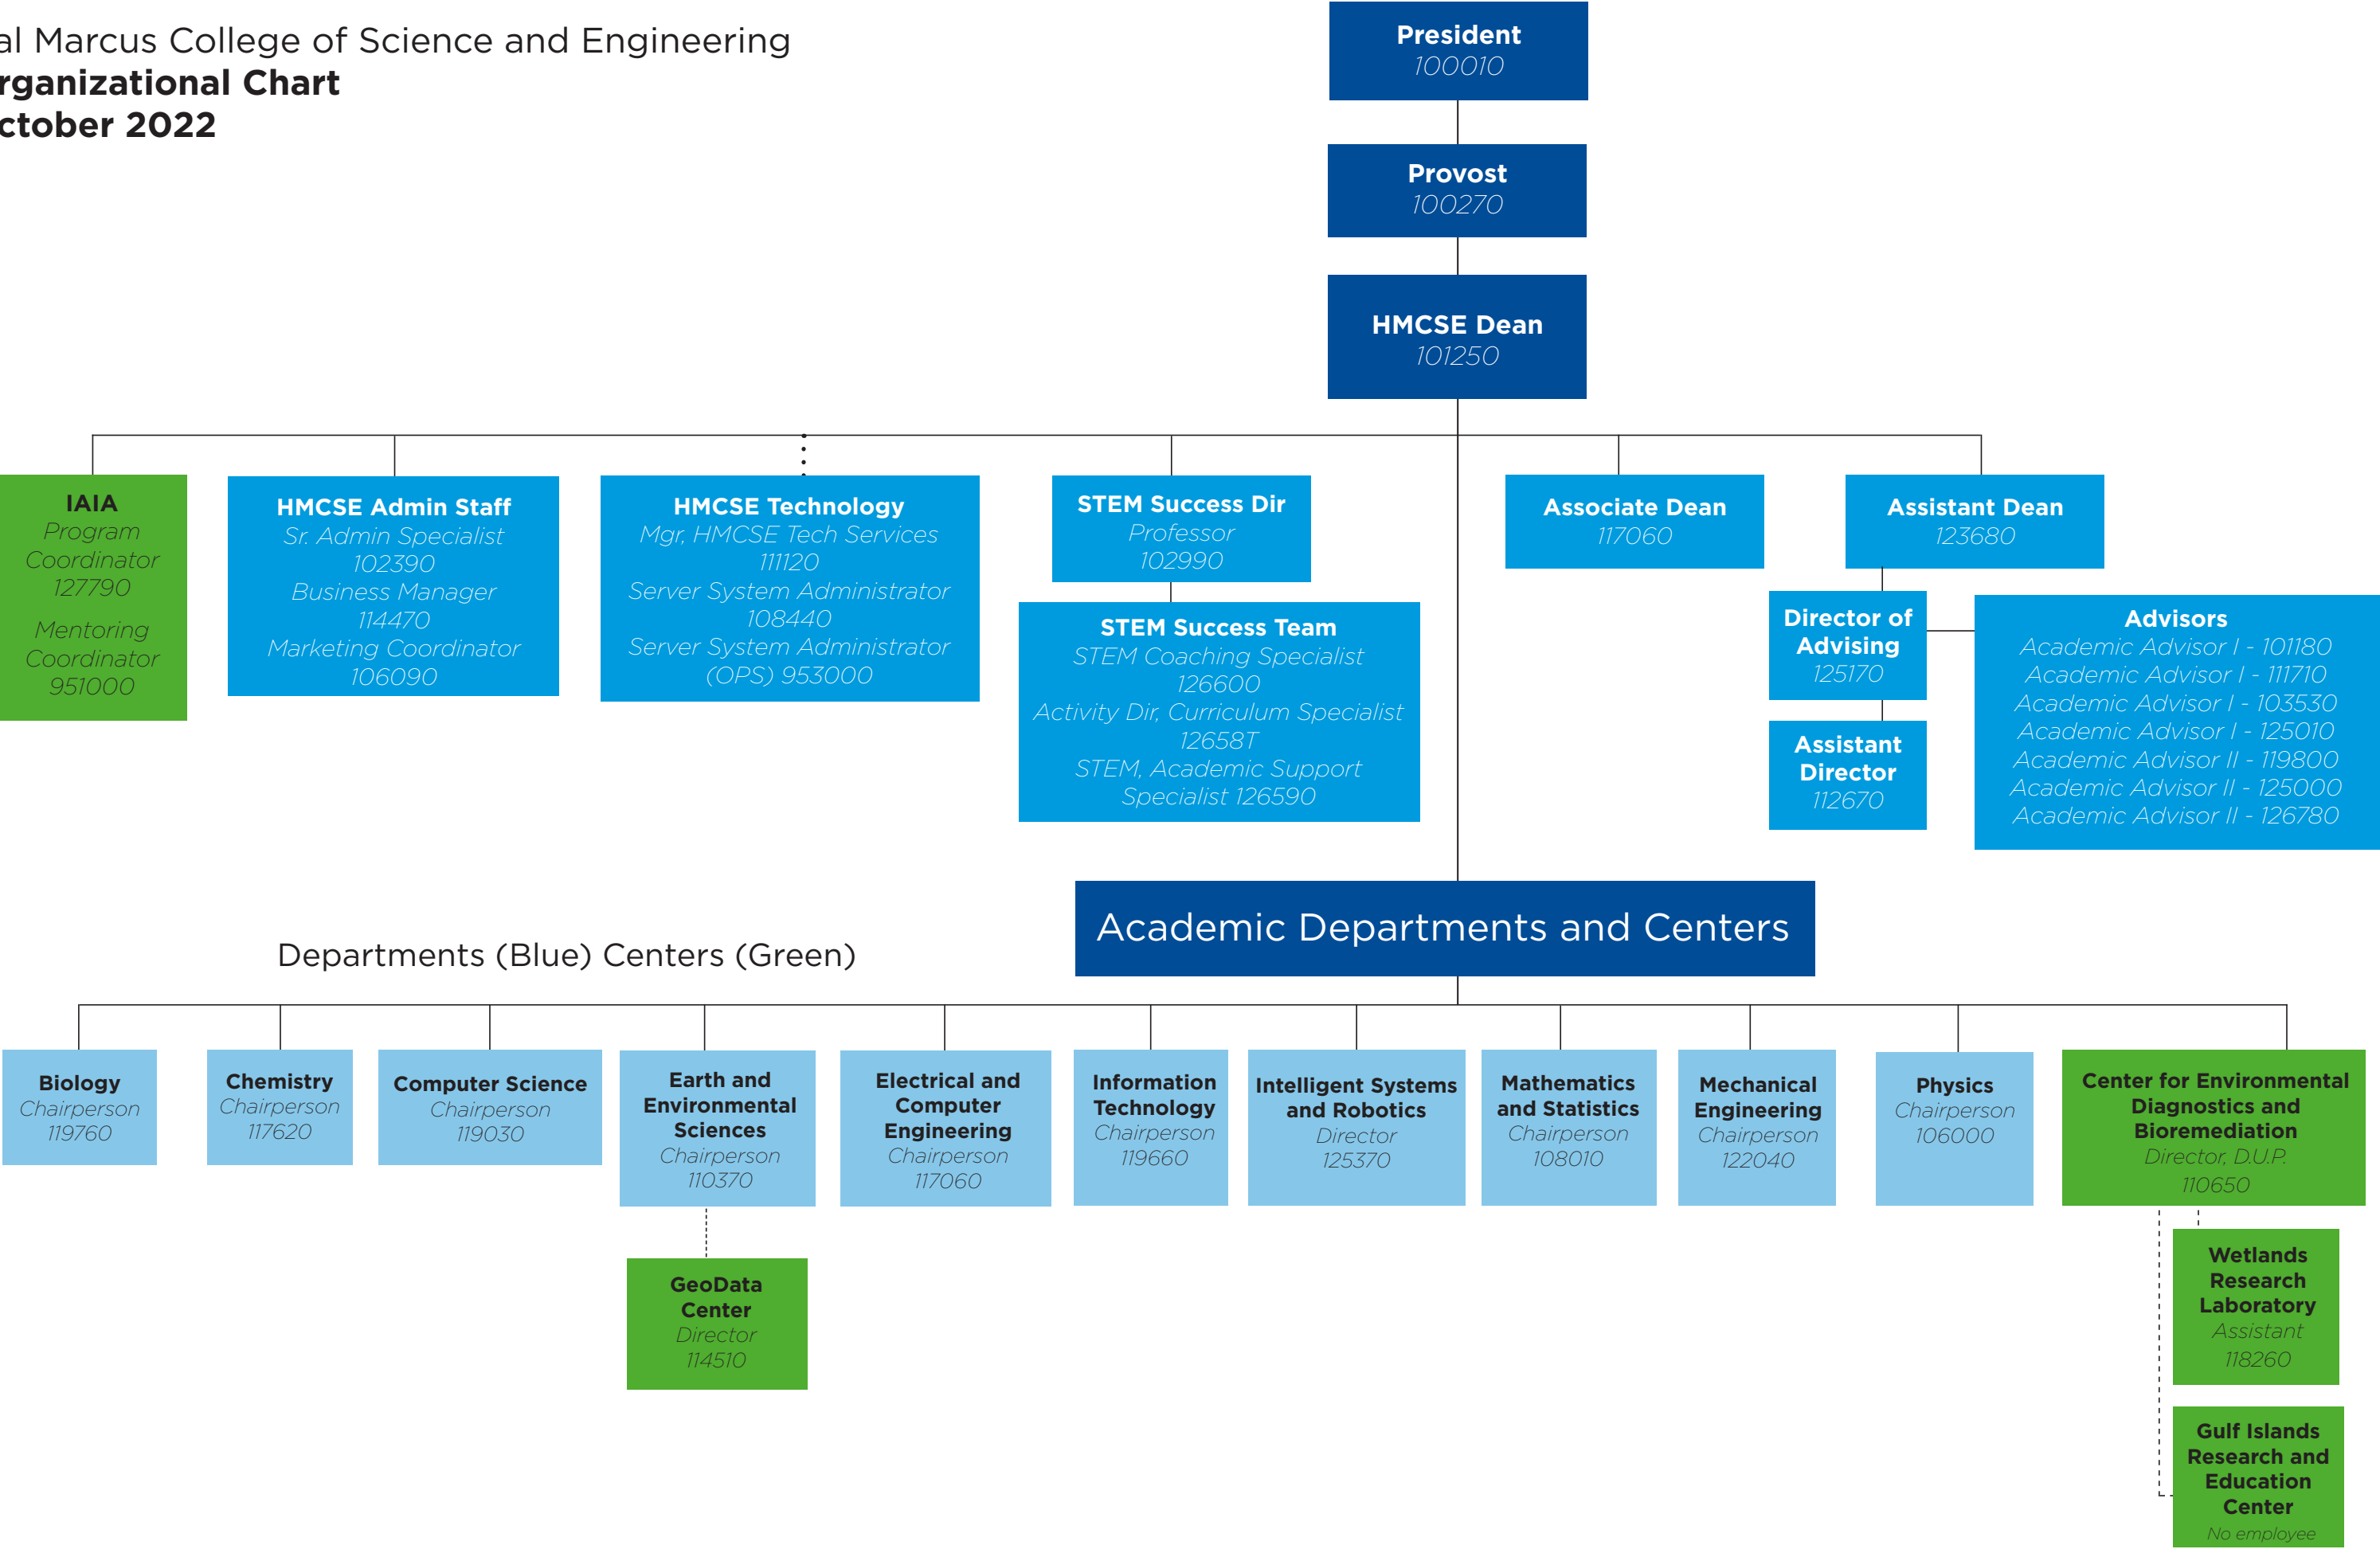 al Marcus College of Science and Engineering
rganizational Chart
ctober 2022
President
100010
Provost
100270
HMCSE Dean
101250
IAIA
Program
Coordinator
127790
Mentoring
Coordinator
951000
HMCSE Admin Staff
Sr. Admin Specialist
102390
Business Manager
114470
Marketing Coordinator
106090
HMCSE Technology
Mgr, HMCSE Tech Services
111120
Server System Administrator
108440
Server System Administrator
(OPS) 953000
STEM Success Dir
Professor
102990
STEM Success Team
STEM Coaching Specialist
126600
Activity Dir, Curriculum Specialist
12658T
STEM, Academic Support
Specialist 126590
Associate Dean
117060
Assistant Dean
123680
Director of
Advising
125170
Assistant
Director
112670
Advisors
Academic Advisor I - 101180
Academic Advisor I - 111710
Academic Advisor I - 103530
Academic Advisor I - 125010
Academic Advisor II - 119800
Academic Advisor II - 125000
Academic Advisor II - 126780
Academic Departments and Centers
Departments (Blue) Centers (Green)
Biology
Chairperson
119760
Chemistry
Chairperson
117620
Computer Science
Chairperson
119030
Earth and
Environmental
Sciences
Chairperson
110370
Electrical and
Computer
Engineering
Chairperson
117060
Information
Technology
Chairperson
119660
Intelligent Systems
and Robotics
Director
125370
Mathematics
and Statistics
Chairperson
108010
Mechanical
Engineering
Chairperson
122040
Physics
Chairperson
106000
Center for Environmental
Diagnostics and
Bioremediation
Director, D.U.P.
110650
GeoData
Center
Director
114510
Wetlands
Research
Laboratory
Assistant
118260
Gulf Islands
Research and
Education
Center
No employee